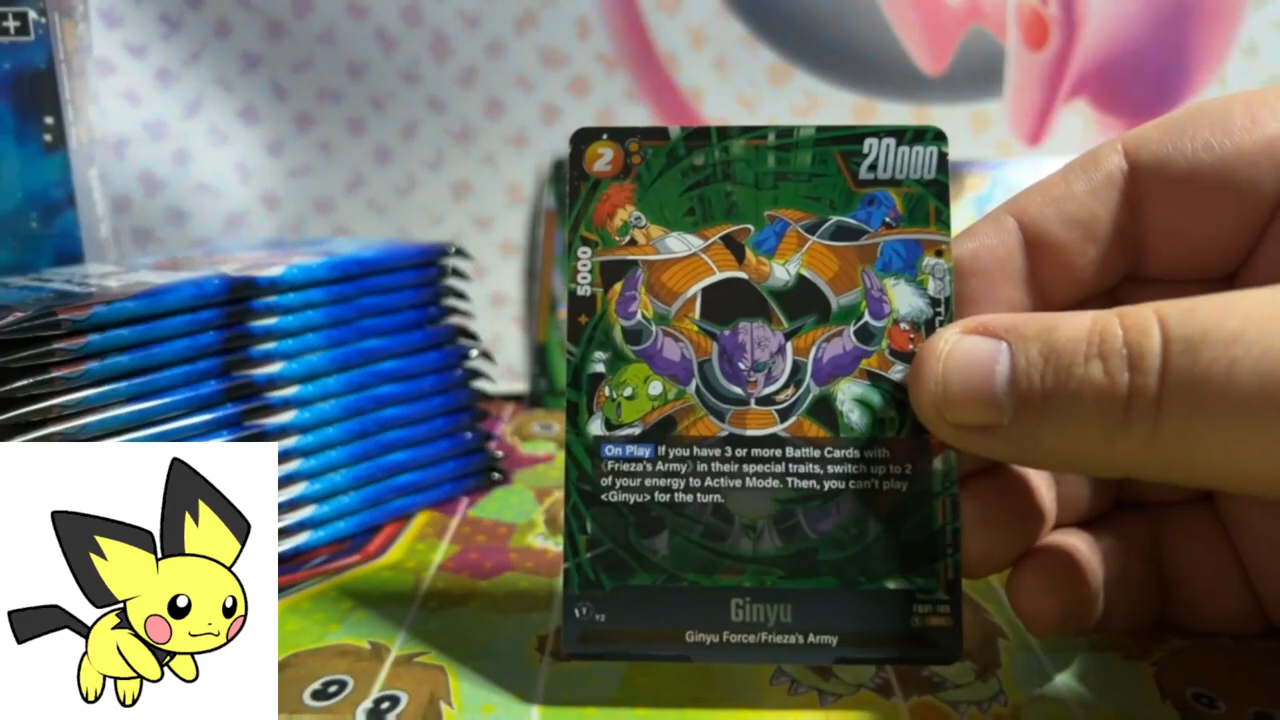 2
20000
+ 5000
On Play If you have 3 or more Battle Cards with
《Frieza's Army》 in their special traits, switch up to 2
of your energy to Active Mode. Then, you can't play
<Ginyu> for the turn.
Ginyu
Ginyu Force/Frieza's Army